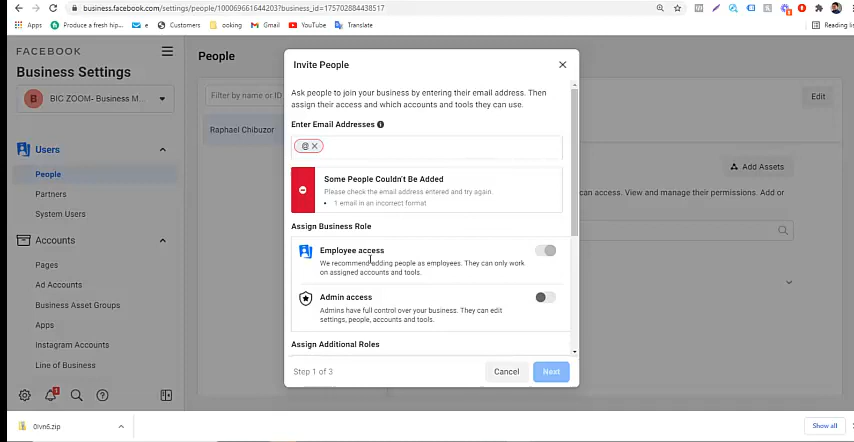 business.facebook.com/settings/people/100069661644203?business_id=175702884438517
Apps
Produce a fresh hip...
e
Customers
ooking
Gmail
YouTube
Translate
Reading lis
FACEBOOK
Business Settings
B
BIC ZOOM- Business M...
Users
People
Partners
System Users
Accounts
Pages
Ad Accounts
Business Asset Groups
Apps
Instagram Accounts
Line of Business
1
People
Filter by name or ID
Raphael Chibuzor
Edit
Add Assets
can access. View and manage their permissions. Add or
Invite People
Ask people to join your business by entering their email address. Then
assign their access and which accounts and tools they can use.
Enter Email Addresses
@
Some People Couldn't Be Added
Please check the email address entered and try again.
• 1 email in an incorrect format
Assign Business Role
Employee access
We recommend adding people as employees. They can only work
on assigned accounts and tools.
Admin access
Admins have full control over your business. They can edit
settings, people, accounts and tools.
Assign Additional Roles
Step 1 of 3
Cancel
Next
0lvn6.zip
Show all